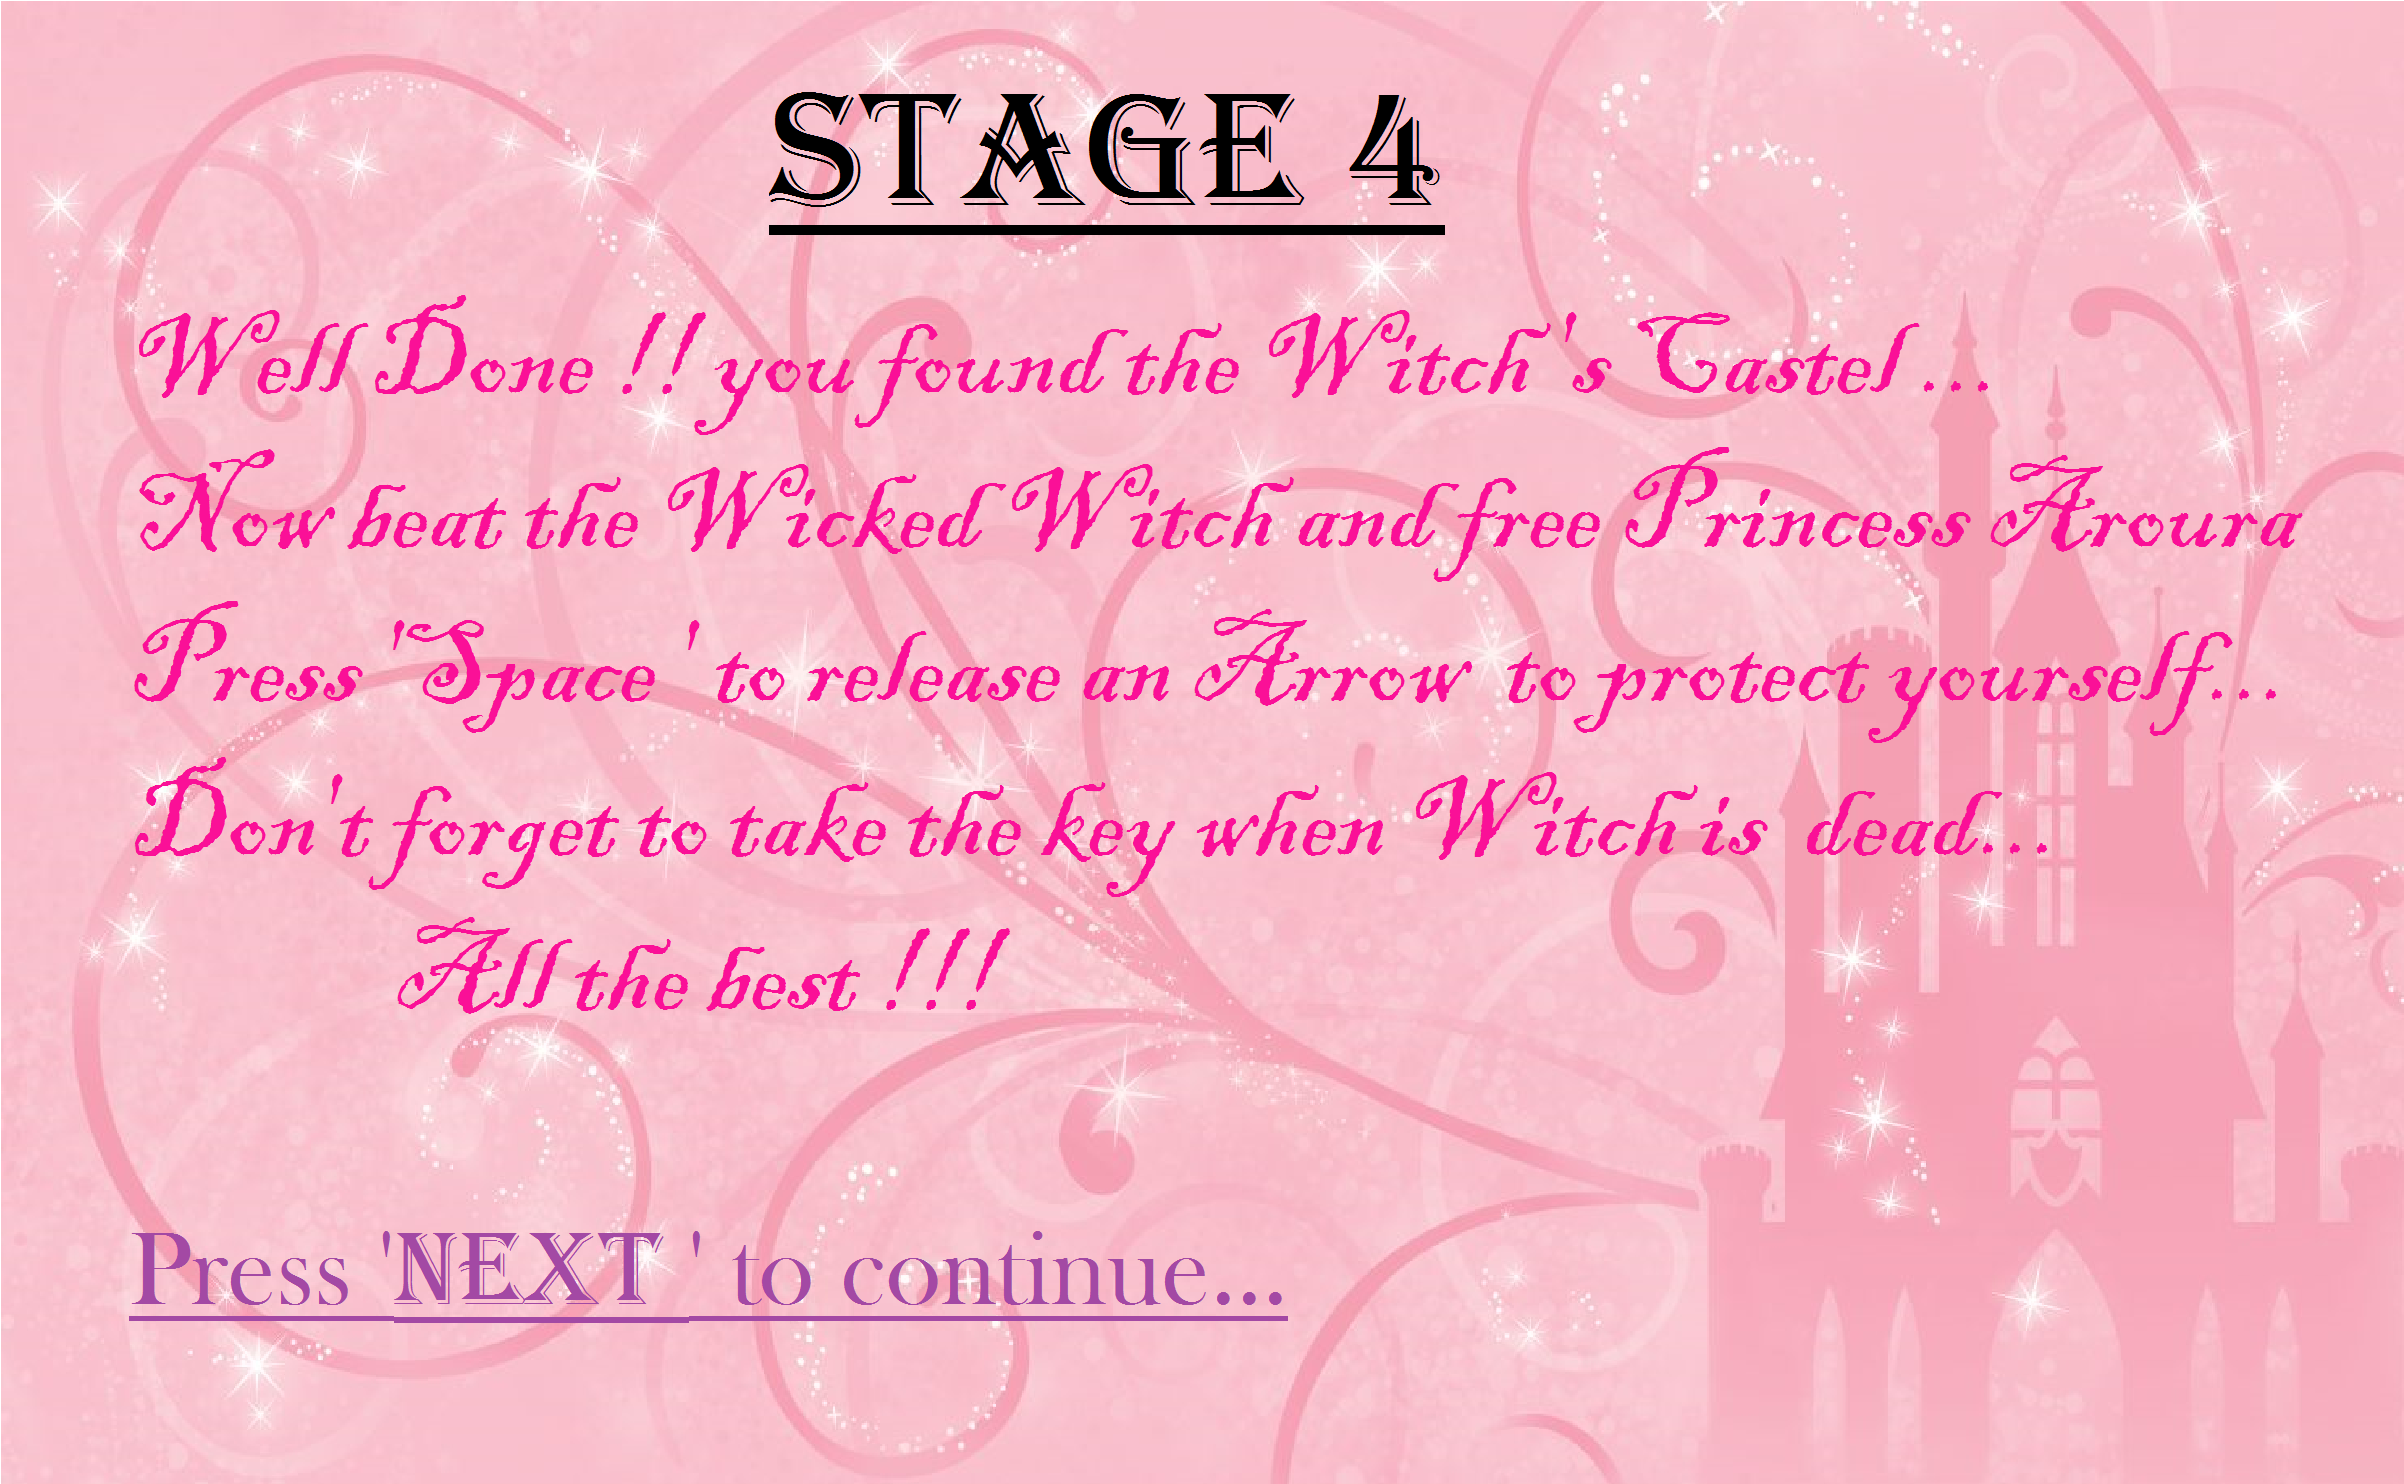 STAGE 4
Well Done !! you found the Witch's Castel ...
Now beat the Wicked Witch and free Princess Aroura
Press 'Space ' to release an Arrow to protect yourself...
Don't forget to take the key when Witch is dead...
All the best !!!
Press 'NEXT ' to continue...